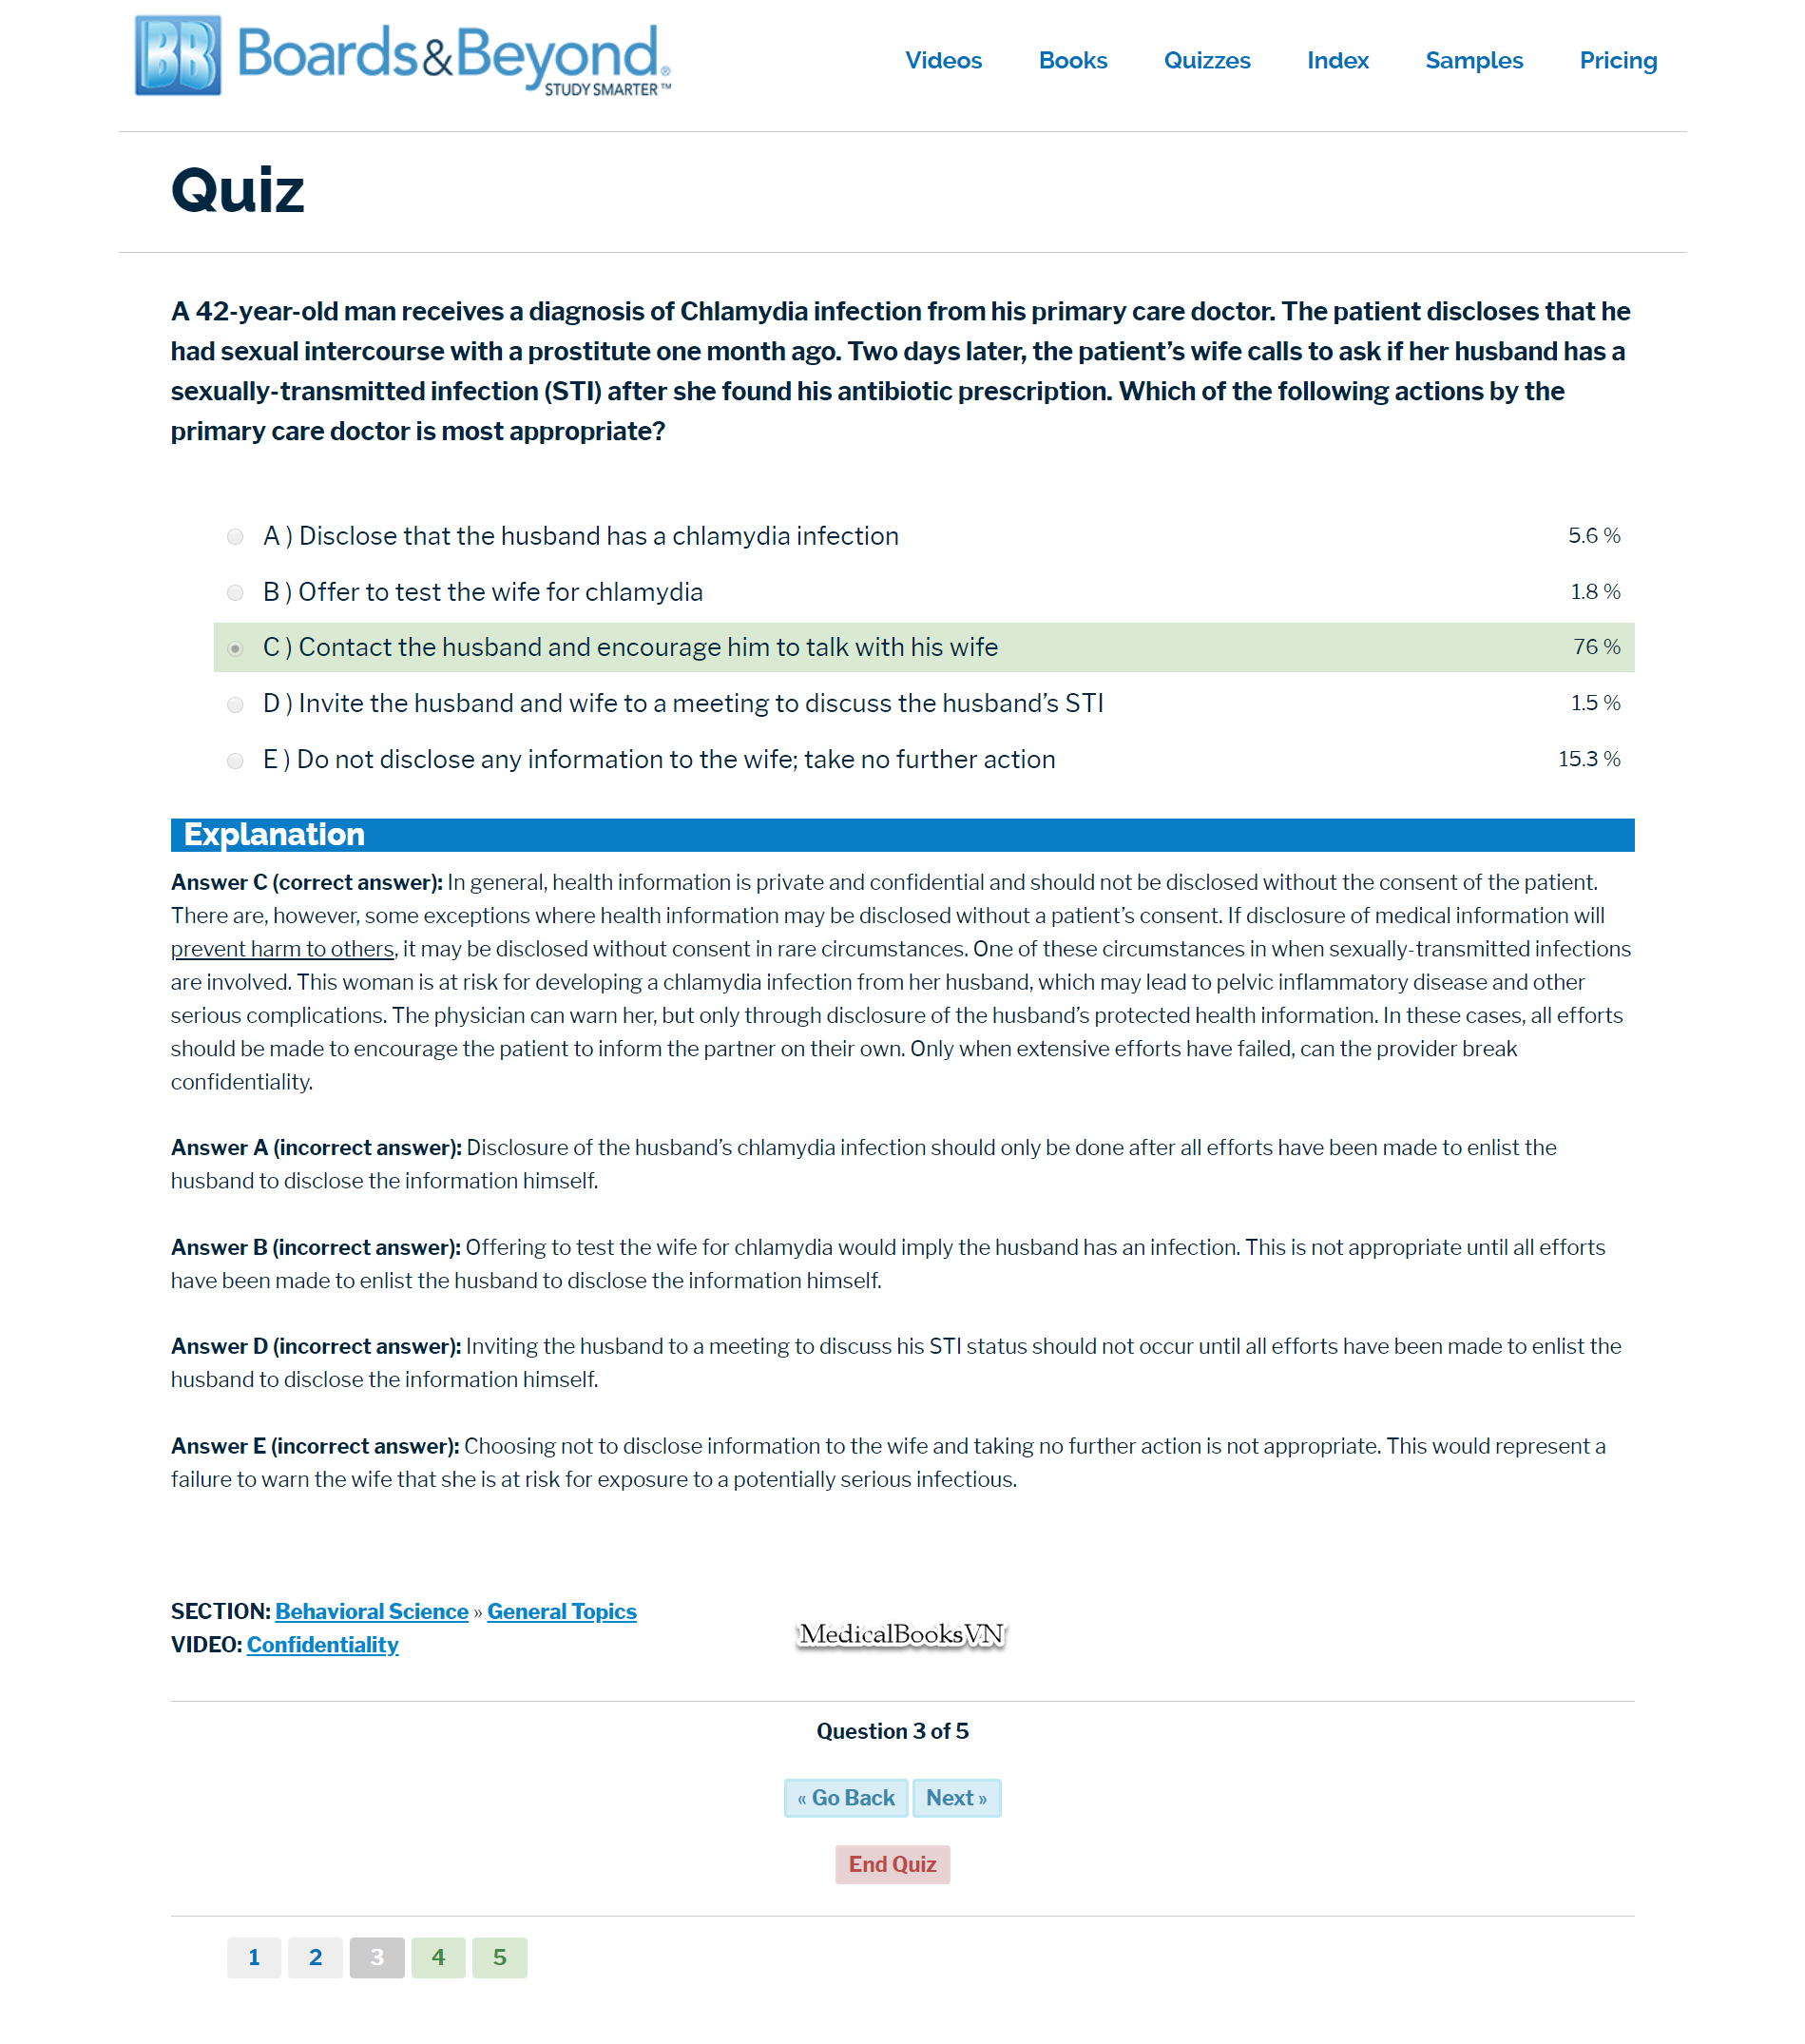 BB Boards&Beyond®
STUDY SMARTER™
Videos Books Quizzes Index Samples Pricing
Quiz
A 42-year-old man receives a diagnosis of Chlamydia infection from his primary care doctor. The patient discloses that he
had sexual intercourse with a prostitute one month ago. Two days later, the patient’s wife calls to ask if her husband has a
sexually-transmitted infection (STI) after she found his antibiotic prescription. Which of the following actions by the
primary care doctor is most appropriate?
A ) Disclose that the husband has a chlamydia infection 5.6 %
B ) Offer to test the wife for chlamydia 1.8 %
C ) Contact the husband and encourage him to talk with his wife 76 %
D ) Invite the husband and wife to a meeting to discuss the husband’s STI 1.5 %
E ) Do not disclose any information to the wife; take no further action 15.3 %
Explanation
Answer C (correct answer): In general, health information is private and confidential and should not be disclosed without the consent of the patient.
There are, however, some exceptions where health information may be disclosed without a patient’s consent. If disclosure of medical information will
prevent harm to others, it may be disclosed without consent in rare circumstances. One of these circumstances in when sexually-transmitted infections
are involved. This woman is at risk for developing a chlamydia infection from her husband, which may lead to pelvic inflammatory disease and other
serious complications. The physician can warn her, but only through disclosure of the husband’s protected health information. In these cases, all efforts
should be made to encourage the patient to inform the partner on their own. Only when extensive efforts have failed, can the provider break
confidentiality.
Answer A (incorrect answer): Disclosure of the husband’s chlamydia infection should only be done after all efforts have been made to enlist the
husband to disclose the information himself.
Answer B (incorrect answer): Offering to test the wife for chlamydia would imply the husband has an infection. This is not appropriate until all efforts
have been made to enlist the husband to disclose the information himself.
Answer D (incorrect answer): Inviting the husband to a meeting to discuss his STI status should not occur until all efforts have been made to enlist the
husband to disclose the information himself.
Answer E (incorrect answer): Choosing not to disclose information to the wife and taking no further action is not appropriate. This would represent a
failure to warn the wife that she is at risk for exposure to a potentially serious infectious.
SECTION: Behavioral Science » General Topics
VIDEO: Confidentiality
MedicalBooksVN
Question 3 of 5
« Go Back Next »
End Quiz
1 2 3 4 5